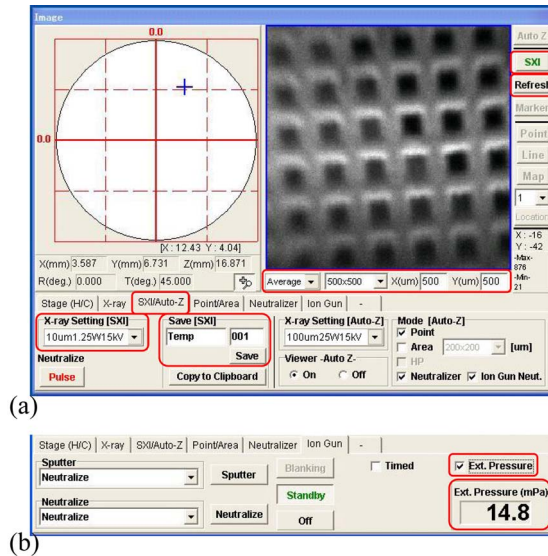 (a)
Image
0.0
0.0
[X : 12.43 Y : 4.04]
X(mm) 3.587 Y(mm) 6.731 Z(mm) 16.871
R(deg.) 0.000 T(deg.) 45.000
Average 500x500 X(um) 500 Y(um) 500
Auto Z
SXI
Refresh
Marker
Point
Line
Map
1
Location
X : -16
Y : -42
-Max-
876
-Min-
21
Stage (H/C) X-ray SXI/Auto-Z Point/Area Neutralizer Ion Gun -
X-ray Setting [SXI]
10um1.25W15kV
Neutralize
Pulse
Save [SXI]
Temp 001
Save
Copy to Clipboard
X-ray Setting [Auto-Z]
100um25W15kV
Viewer -Auto Z-
On Off
Mode [Auto-Z]
Point
Area 200x200 [um]
HP
Neutralizer Ion Gun Neut.
(b)
Stage (H/C) X-ray SXI/Auto-Z Point/Area Neutralizer Ion Gun -
Sputter
Neutralize
Sputter
Neutralize
Neutralize
Neutralize
Blanking
Standby
Off
Timed
Ext. Pressure
Ext. Pressure (mPa)
14.8